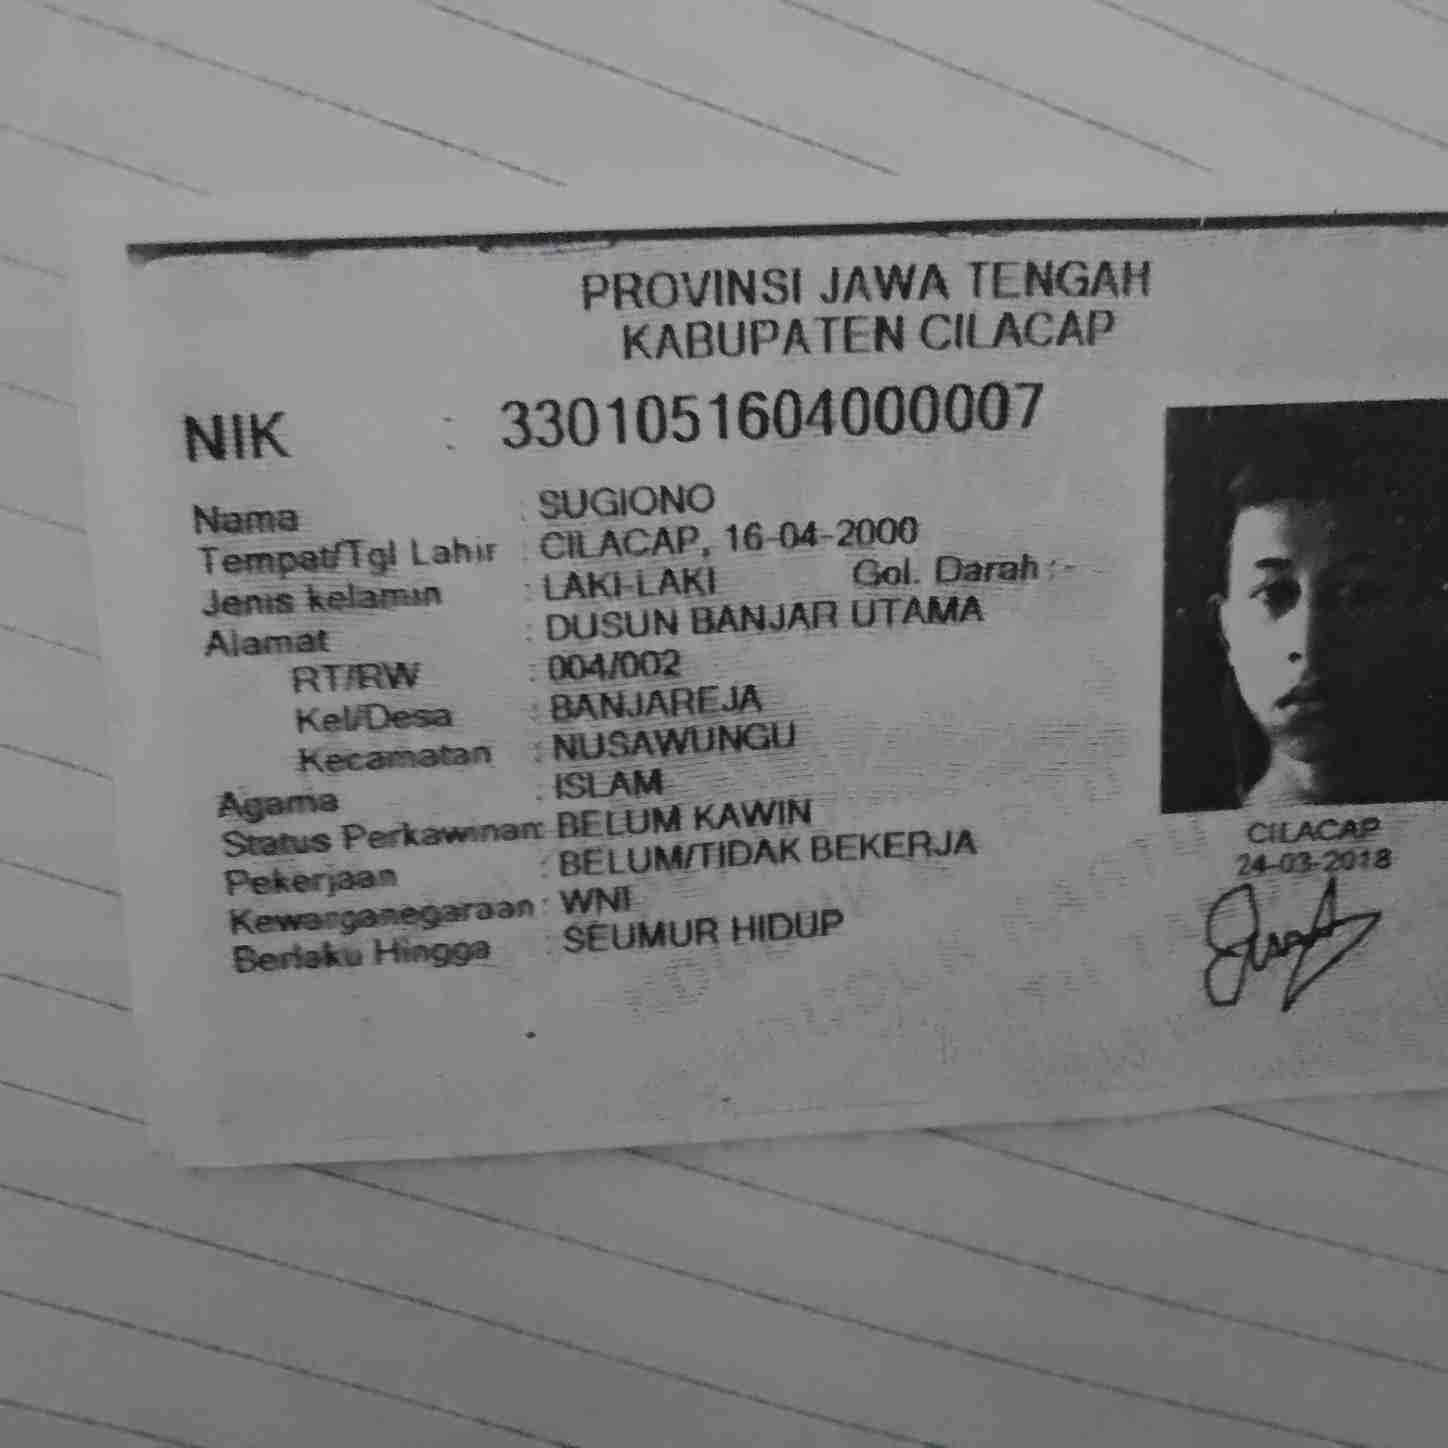 PROVINSI JAWA TENGAH
KABUPATEN CILACAP
NIK : 3301051604000007
Nama : SUGIONO
Tempat/Tgl Lahir : CILACAP, 16-04-2000
Jenis kelamin : LAKI-LAKI Gol. Darah : -
Alamat : DUSUN BANJAR UTAMA
RT/RW : 004/002
Kel/Desa : BANJAREJA
Kecamatan : NUSAWUNGU
Agama : ISLAM
Status Perkawinan: BELUM KAWIN
Pekerjaan : BELUM/TIDAK BEKERJA
Kewarganegaraan : WNI
Berlaku Hingga : SEUMUR HIDUP
CILACAP
24-03-2018